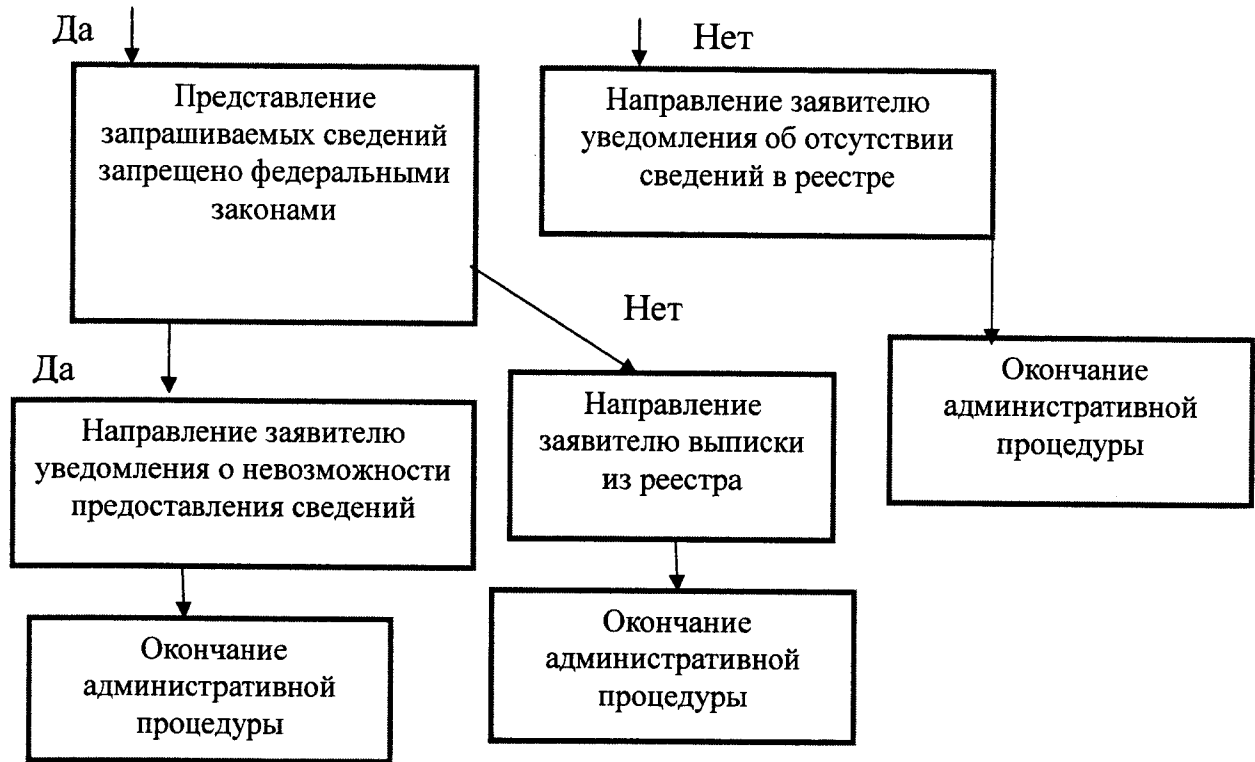 Да
Нет
Представление
запрашиваемых сведений
запрещено федеральными
законами
Направление заявителю
уведомления об отсутствии
сведений в реестре
Нет
Да
Окончание
административной
процедуры
Направление заявителю
уведомления о невозможности
предоставления сведений
Направление
заявителю выписки
из реестра
Окончание
административной
процедуры
Окончание
административной
процедуры